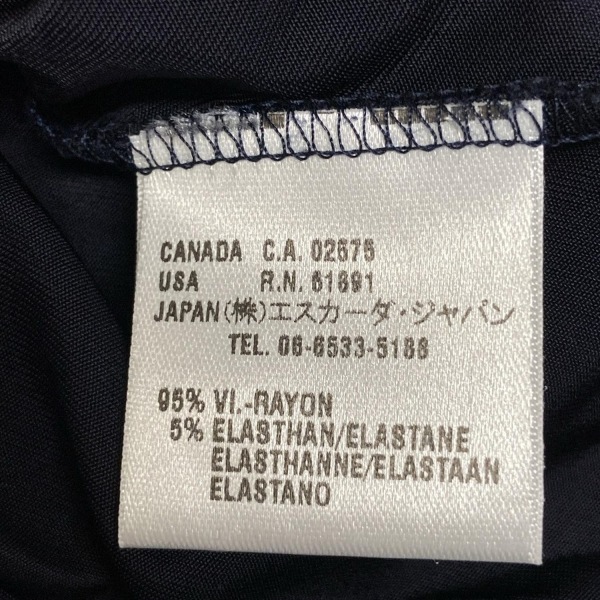 CANADA C.A. 02675
USA R.N. 61691
JAPAN(株)エスカーダ・ジャパン
TEL. 06-6533-5188
95% VI.-RAYON
5% ELASTHAN/ELASTANE
ELASTHANNE/ELASTAAN
ELASTANO